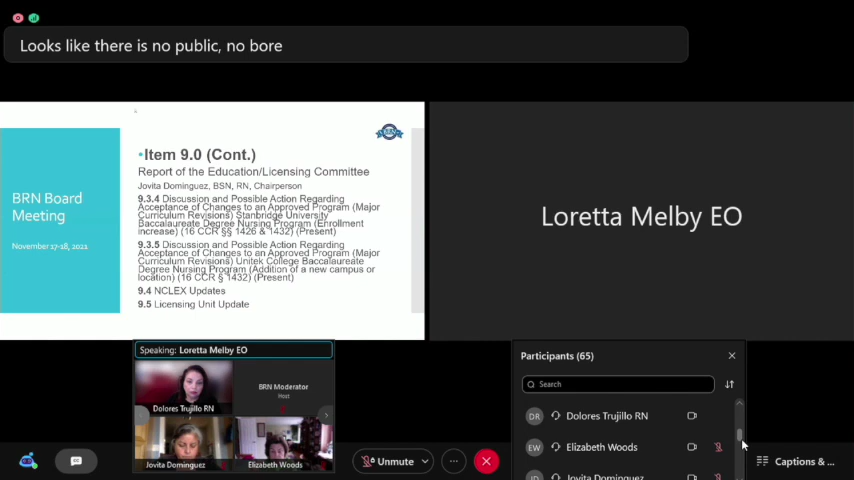 Looks like there is no public, no bore
BRN Board
Meeting
November 17-18, 2021
•Item 9.0 (Cont.)
Report of the Education/Licensing Committee
Jovita Dominguez, BSN, RN, Chairperson
9.3.4 Discussion and Possible Action Regarding
Acceptance of Changes to an Approved Program (Major
Curriculum Revisions) Stanbridge University
Baccalaureate Degree Nursing Program (Enrollment
increase) (16 CCR §§ 1426 & 1432) (Present)
9.3.5 Discussion and Possible Action Regarding
Acceptance of Changes to an Approved Program (Major
Curriculum Revisions) Unitek College Baccalaureate
Degree Nursing Program (Addition of a new campus or
location) (16 CCR § 1432) (Present)
9.4 NCLEX Updates
9.5 Licensing Unit Update
Loretta Melby EO
Speaking: Loretta Melby EO
Dolores Trujillo RN
BRN Moderator
Host
Jovita Dominguez
Elizabeth Woods
Participants (65)
Search
DR Dolores Trujillo RN
EW Elizabeth Woods
JD Jovita Dominguez
Unmute
Captions & ...